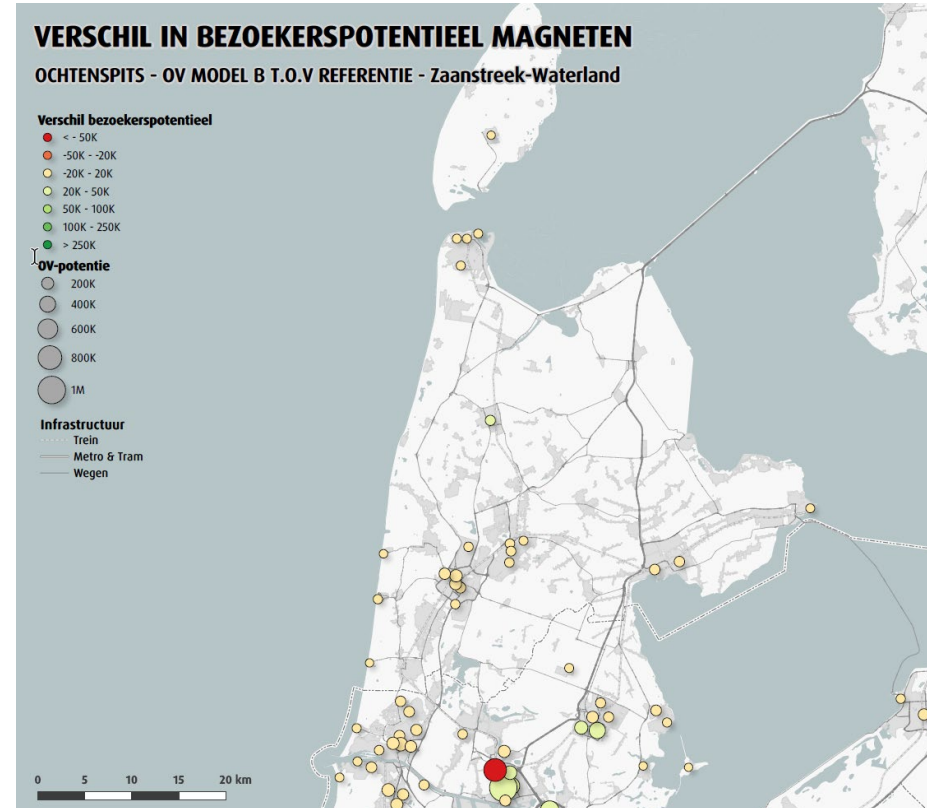 VERSCHIL IN BEZOEKERSPOTENTIEEL MAGNETEN
OCHTENSPITS - OV MODEL B T.O.V REFERENTIE - Zaanstreek-Waterland
Verschil bezoekerspotentieel
< - 50K
-50K - -20K
-20K - 20K
20K - 50K
50K - 100K
100K - 250K
> 250K
OV-potentie
200K
400K
600K
800K
1M
Infrastructuur
Trein
Metro & Tram
Wegen
0 5 10 15 20 km